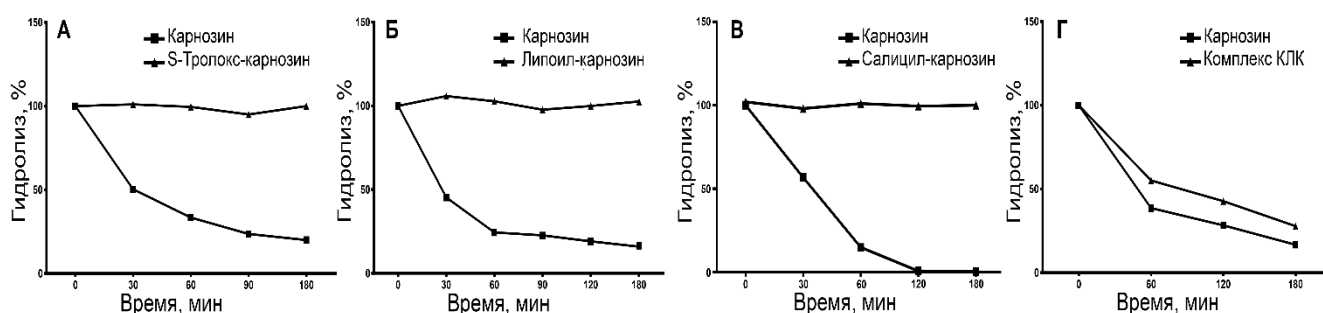 А
150
Карнозин
S-Тролокс-карнозин
100
50
0
Гидролиз, %
0 30 60 90 180
Время, мин
Б
150
Карнозин
Липоил-карнозин
100
50
0
Гидролиз, %
0 30 60 90 120 180
Время, мин
В
150
Карнозин
Салицил-карнозин
100
50
0
Гидролиз, %
0 30 60 120 180
Время, мин
Г
150
Карнозин
Комплекс КЛК
100
50
0
Гидролиз, %
0 60 120 180
Время, мин